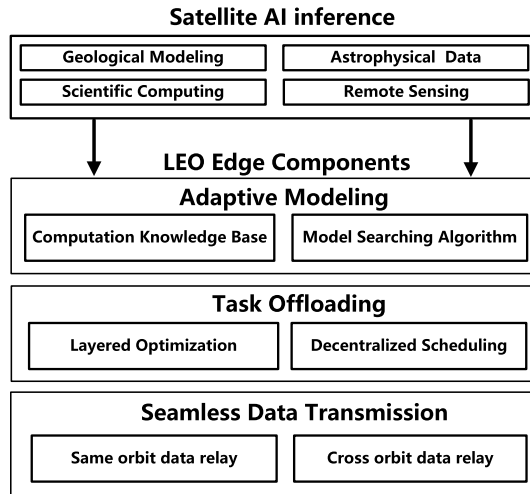 Satellite AI inference
Geological Modeling
Astrophysical Data
Scientific Computing
Remote Sensing
LEO Edge Components
Adaptive Modeling
Computation Knowledge Base
Model Searching Algorithm
Task Offloading
Layered Optimization
Decentralized Scheduling
Seamless Data Transmission
Same orbit data relay
Cross orbit data relay